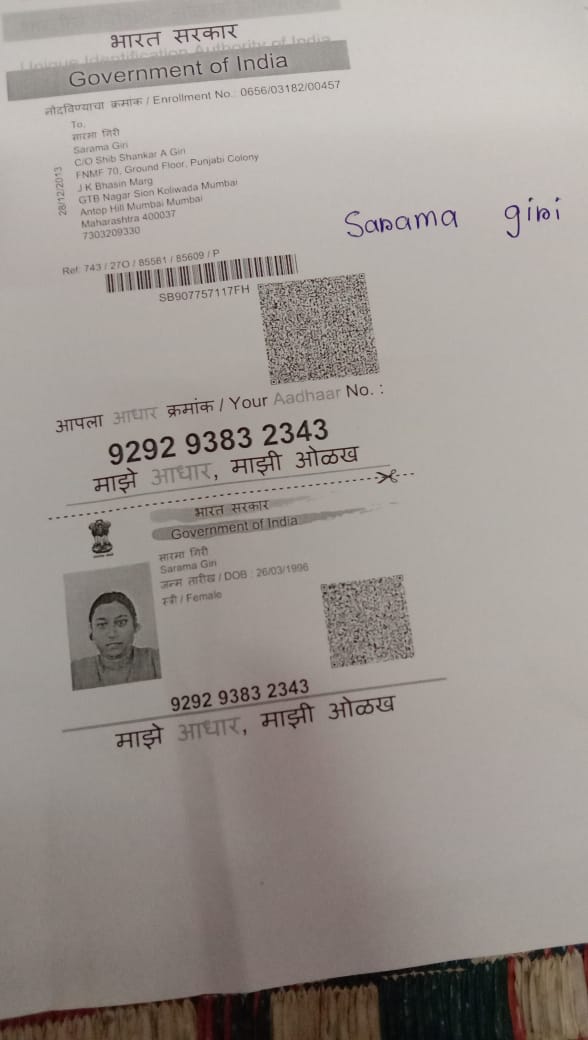 भारत सरकार
Unique Identification Authority of India
Government of India
नोंदविण्याचा क्रमांक / Enrollment No.: 0656/03182/00457
To,
सारमा गिरी
Sarama Giri
C/O Shib Shankar A Giri
FNMF 70, Ground Floor, Punjabi Colony
J K Bhasin Marg
GTB Nagar Sion Koliwada Mumbai
Antop Hill Mumbai Mumbai
Maharashtra 400037
7303209330
28/12/2013
Sarama giri
Ref: 743 / 27O / 85581 / 85609 / P
SB907757117FH
आपला आधार क्रमांक / Your Aadhaar No. :
9292 9383 2343
माझे आधार, माझी ओळख
भारत सरकार
Government of India
सारमा गिरी
Sarama Giri
जन्म तारीख / DOB : 26/03/1996
स्त्री / Female
9292 9383 2343
माझे आधार, माझी ओळख